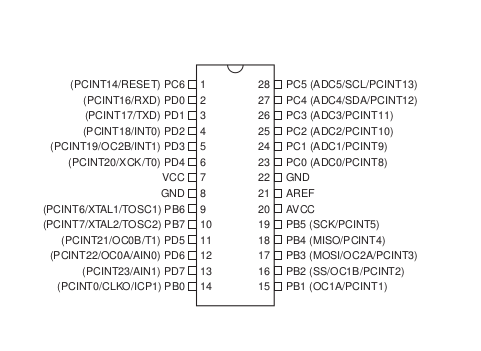 (PCINT14/RESET) PC6 1 28 PC5 (ADC5/SCL/PCINT13)
(PCINT16/RXD) PD0 2 27 PC4 (ADC4/SDA/PCINT12)
(PCINT17/TXD) PD1 3 26 PC3 (ADC3/PCINT11)
(PCINT18/INT0) PD2 4 25 PC2 (ADC2/PCINT10)
(PCINT19/OC2B/INT1) PD3 5 24 PC1 (ADC1/PCINT9)
(PCINT20/XCK/T0) PD4 6 23 PC0 (ADC0/PCINT8)
VCC 7 22 GND
GND 8 21 AREF
(PCINT6/XTAL1/TOSC1) PB6 9 20 AVCC
(PCINT7/XTAL2/TOSC2) PB7 10 19 PB5 (SCK/PCINT5)
(PCINT21/OC0B/T1) PD5 11 18 PB4 (MISO/PCINT4)
(PCINT22/OC0A/AIN0) PD6 12 17 PB3 (MOSI/OC2A/PCINT3)
(PCINT23/AIN1) PD7 13 16 PB2 (SS/OC1B/PCINT2)
(PCINT0/CLKO/ICP1) PB0 14 15 PB1 (OC1A/PCINT1)